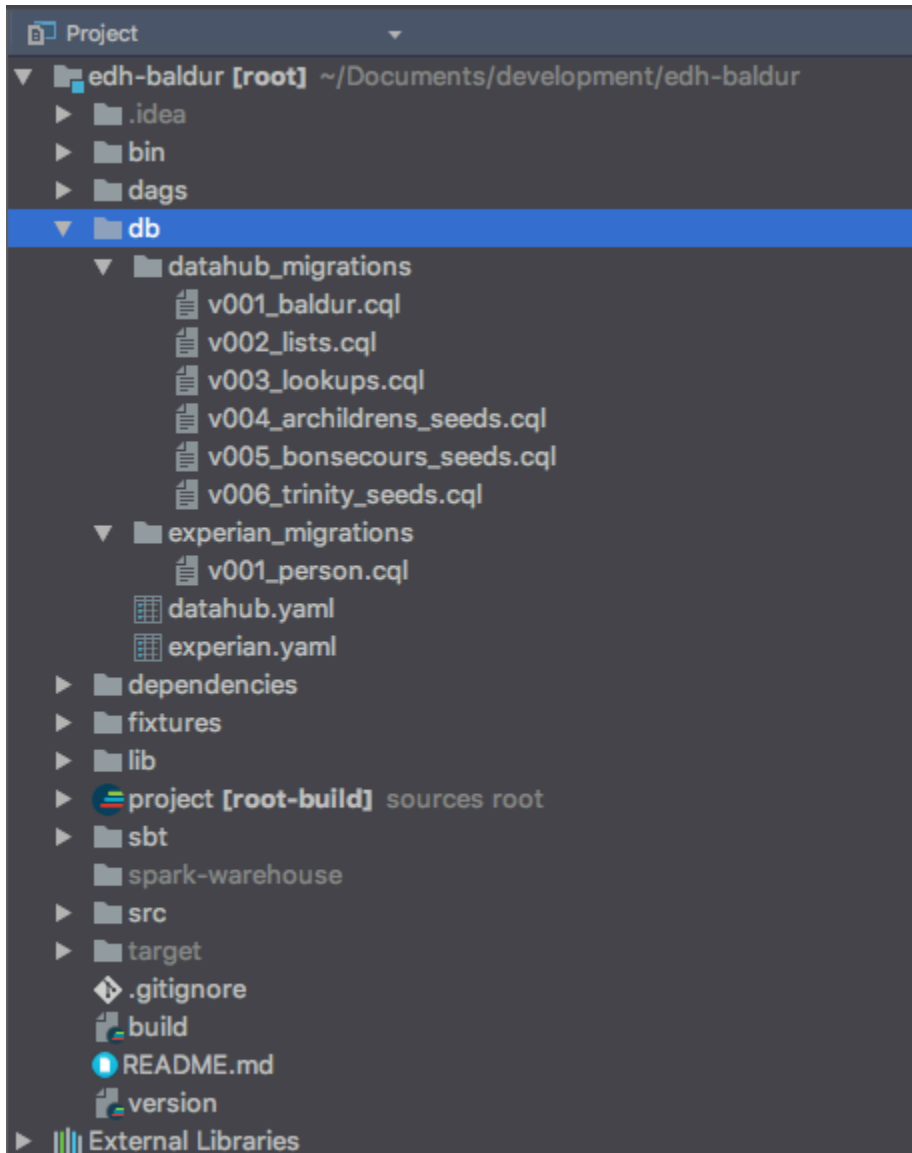 Project
edh-baldur [root] ~/Documents/development/edh-baldur
.idea
bin
dags
db
datahub_migrations
v001_baldur.cql
v002_lists.cql
v003_lookups.cql
v004_archildrens_seeds.cql
v005_bonsecours_seeds.cql
v006_trinity_seeds.cql
experian_migrations
v001_person.cql
datahub.yaml
experian.yaml
dependencies
fixtures
lib
project [root-build] sources root
sbt
spark-warehouse
src
target
.gitignore
build
README.md
version
External Libraries